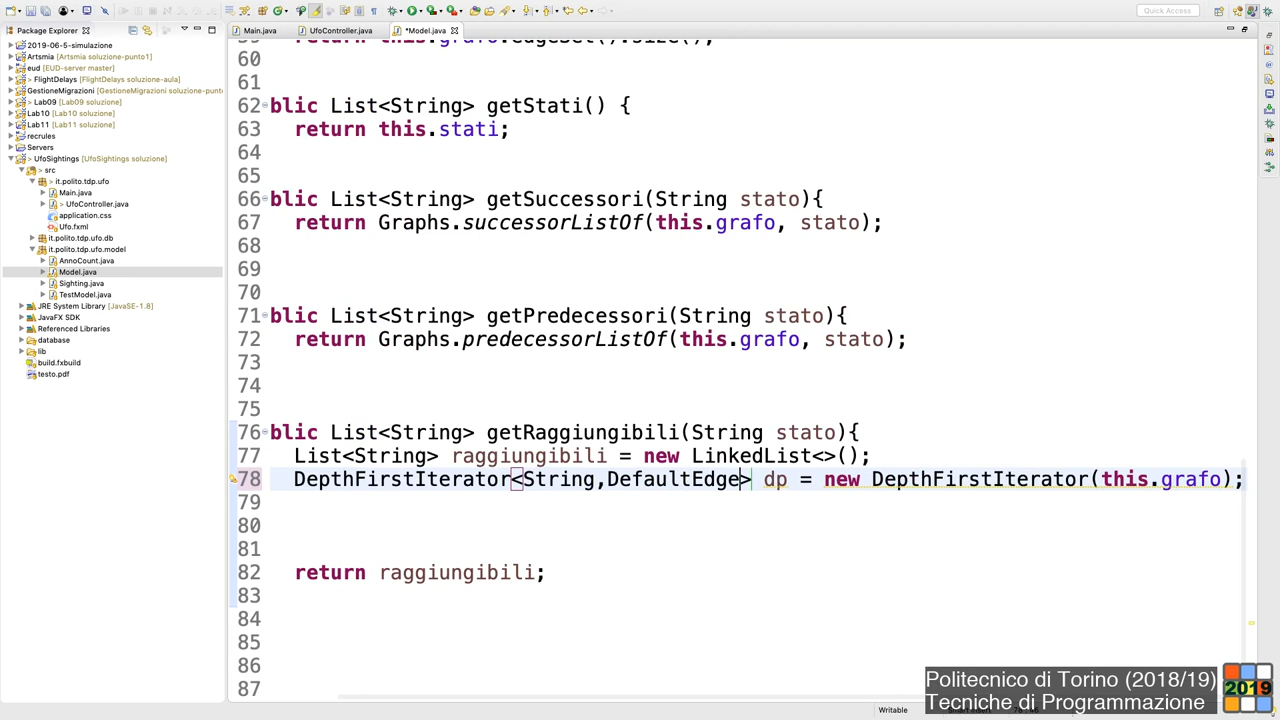 Quick Access
Package Explorer
Main.java
UfoController.java
*Model.java
2019-06-5-simulazione
Artsmia [Artsmia soluzione-punto1]
eud [EUD-server master]
> FlightDelays [FlightDelays soluzione-aula]
GestioneMigrazioni [GestioneMigrazioni soluzione-punt
> Lab09 [Lab09 soluzione]
Lab10 [Lab10 soluzione]
Lab11 [Lab11 soluzione]
recrules
Servers
> UfoSightings [UfoSightings soluzione]
> src
> it.polito.tdp.ufo
Main.java
> UfoController.java
application.css
Ufo.fxml
it.polito.tdp.ufo.db
it.polito.tdp.ufo.model
AnnoCount.java
Model.java
Sighting.java
TestModel.java
JRE System Library [JavaSE-1.8]
JavaFX SDK
Referenced Libraries
database
lib
build.fxbuild
testo.pdf
59 return this.grafo.edgeSet().size();
60
61
62 blic List<String> getStati() {
63 return this.stati;
64
65
66 blic List<String> getSuccessori(String stato){
67 return Graphs.successorListOf(this.grafo, stato);
68
69
70
71 blic List<String> getPredecessori(String stato){
72 return Graphs.predecessorListOf(this.grafo, stato);
73
74
75
76 blic List<String> getRaggiungibili(String stato){
77 List<String> raggiungibili = new LinkedList<>();
78 DepthFirstIterator<String,DefaultEdge> dp = new DepthFirstIterator(this.grafo);
79
80
81
82 return raggiungibili;
83
84
85
86
87
Writable
Politecnico di Torino (2018/19)
Tecniche di Programmazione
2019